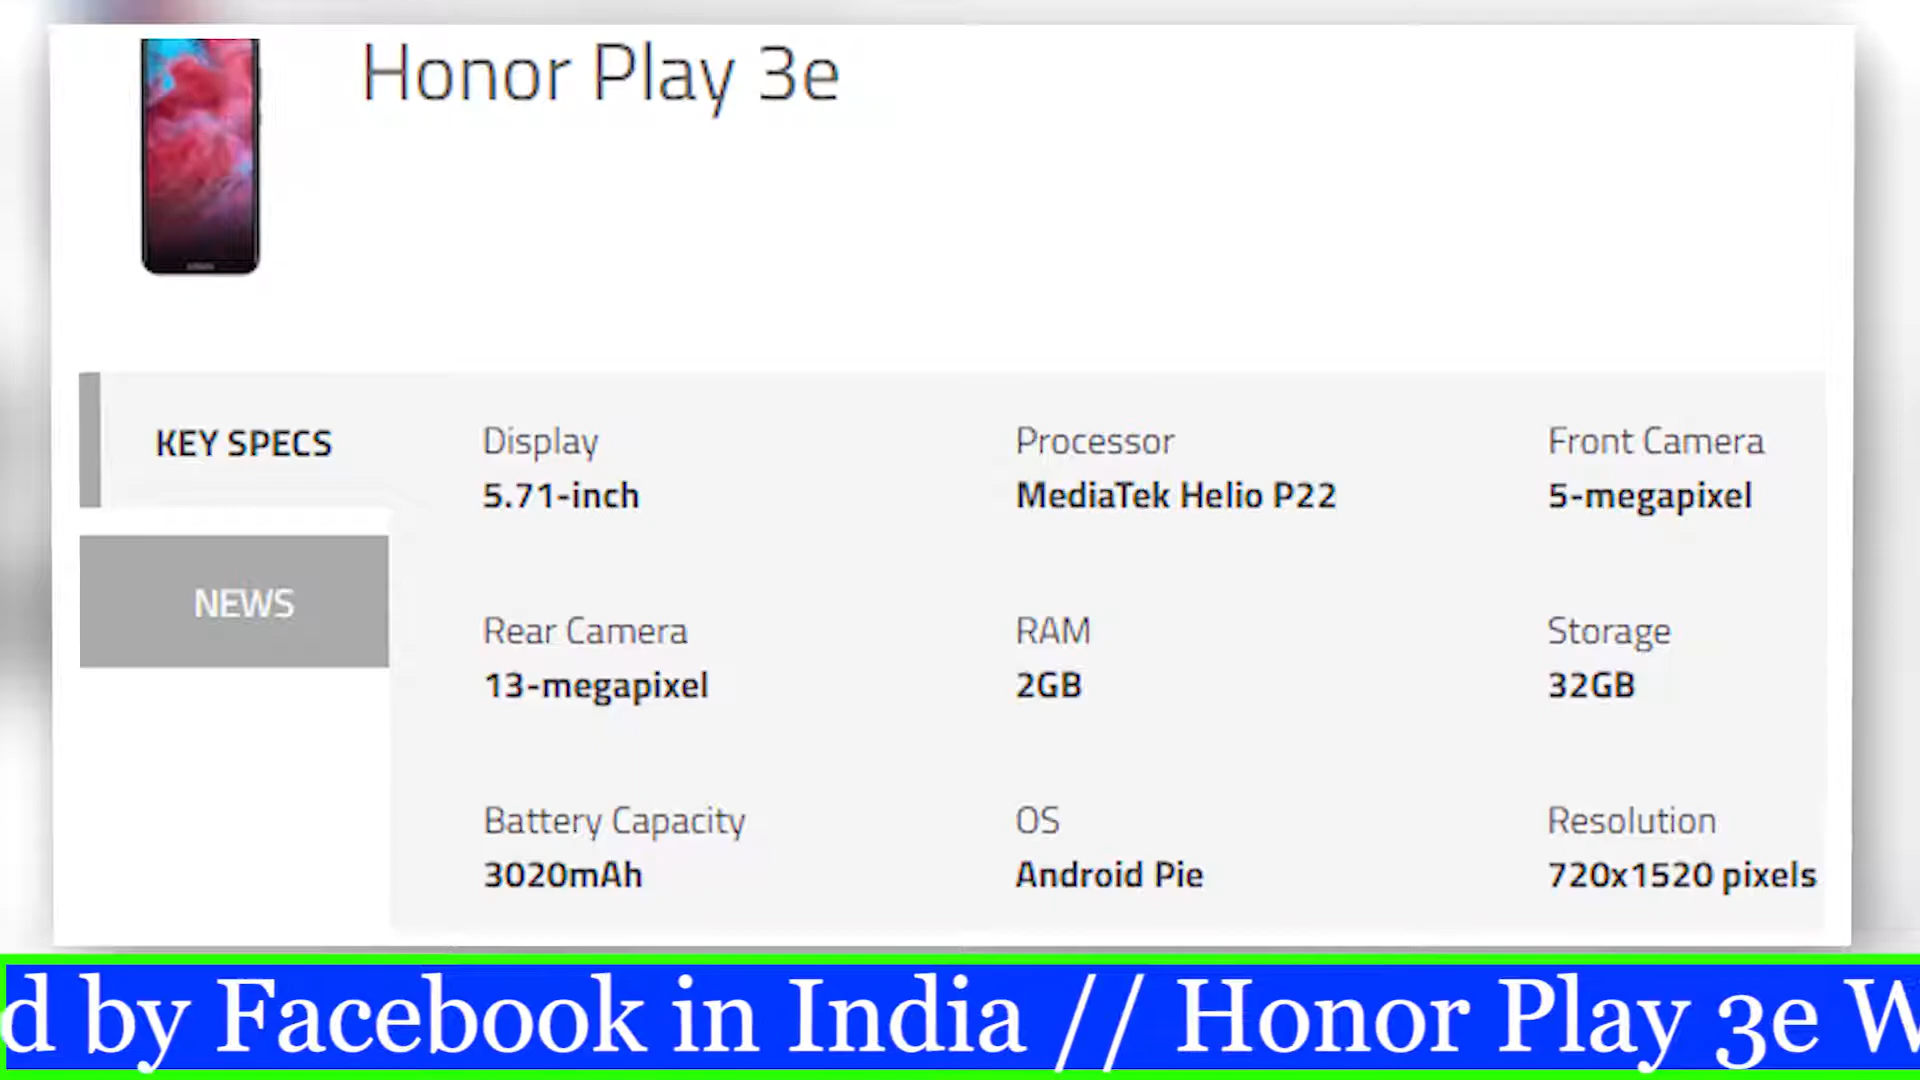 Honor Play 3e
KEY SPECS
NEWS
Display
5.71-inch
Processor
MediaTek Helio P22
Front Camera
5-megapixel
Rear Camera
13-megapixel
RAM
2GB
Storage
32GB
Battery Capacity
3020mAh
OS
Android Pie
Resolution
720x1520 pixels
d by Facebook in India // Honor Play 3e W